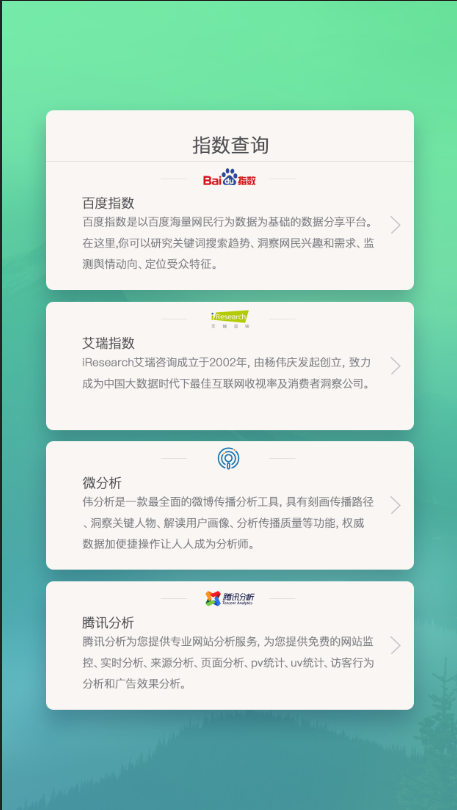 指数查询
Bai du 指数
百度指数
百度指数是以百度海量网民行为数据为基础的数据分享平台。
在这里,你可以研究关键词搜索趋势、洞察网民兴趣和需求、监
测舆情动向、定位受众特征。
iResearch
艾瑞指数
iResearch艾瑞咨询成立于2002年, 由杨伟庆发起创立, 致力
成为中国大数据时代下最佳互联网收视率及消费者洞察公司。
微分析
伟分析是一款最全面的微博传播分析工具, 具有刻画传播路径
、洞察关键人物、解读用户画像、分析传播质量等功能, 权威
数据加便捷操作让人人成为分析师。
腾讯分析
Tencent Analytics
腾讯分析
腾讯分析为您提供专业网站分析服务, 为您提供免费的网站监
控、实时分析、来源分析、页面分析、pv统计、uv统计、访客行为
分析和广告效果分析。